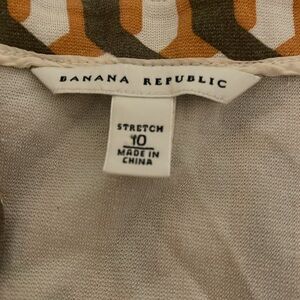 BANANA REPUBLIC
STRETCH
10
MADE IN
CHINA